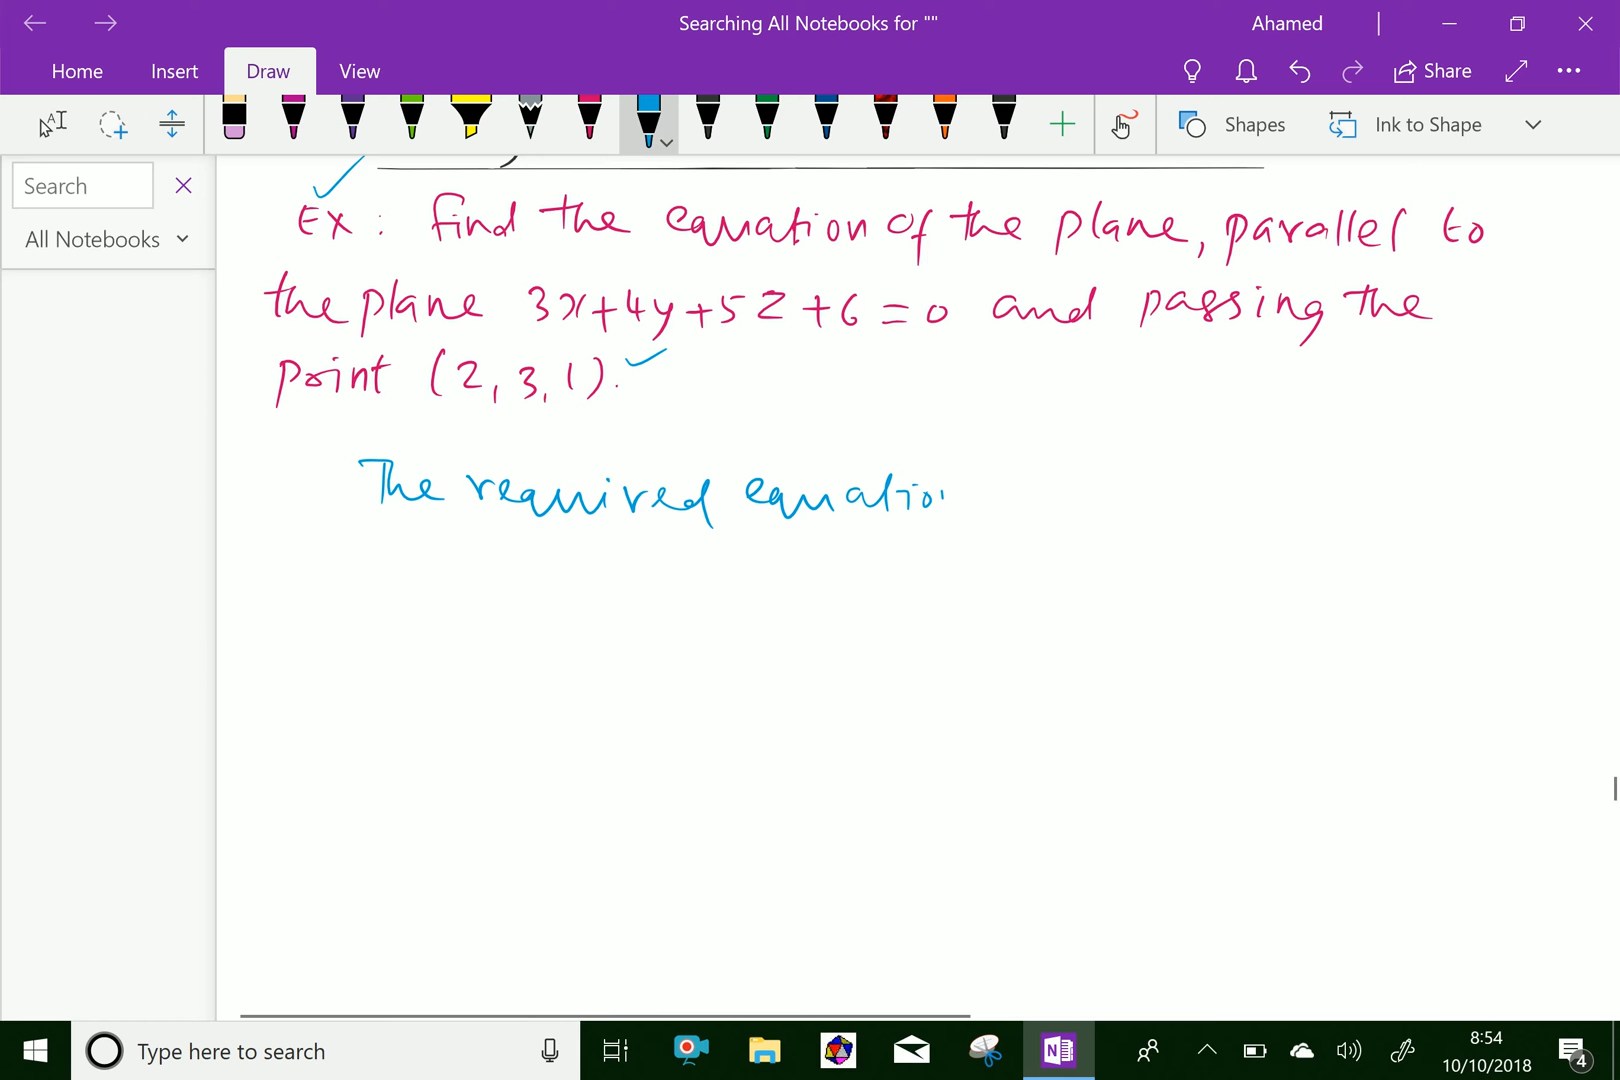 Searching All Notebooks for ""
Ahamed
Home Insert Draw View
Share
Shapes
Ink to Shape
Search
All Notebooks
Ex : find the equation of the plane, parallel to
the plane 3x+4y+5z+6=0 and passing the
point (2,3,1).
The required equation
Type here to search
8:54
10/10/2018
4